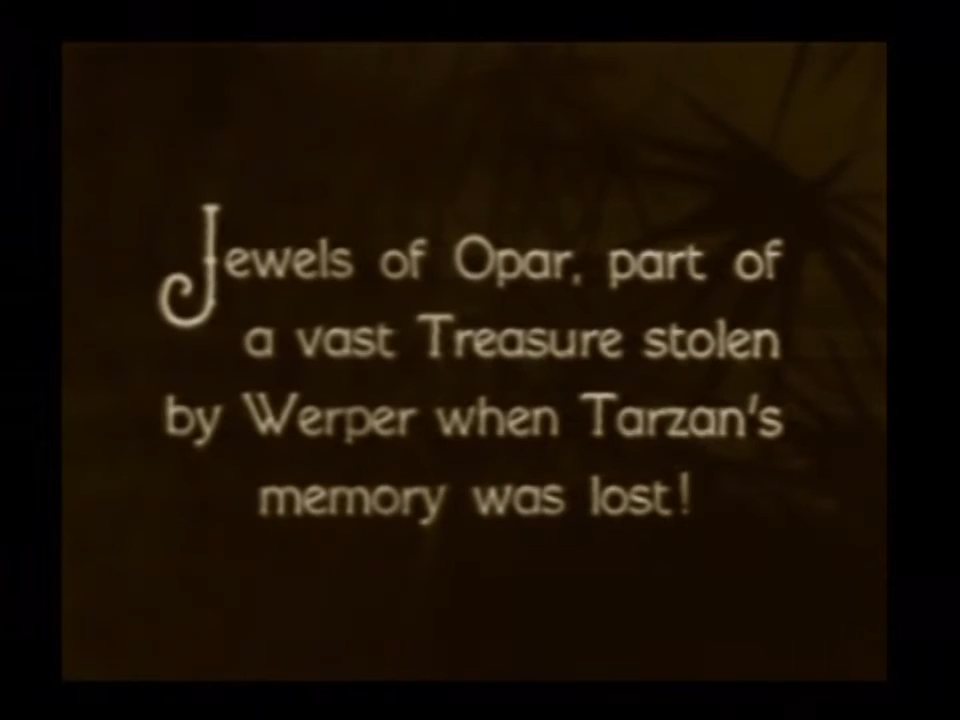 Jewels of Opar, part of
a vast Treasure stolen
by Werper when Tarzan's
memory was lost!